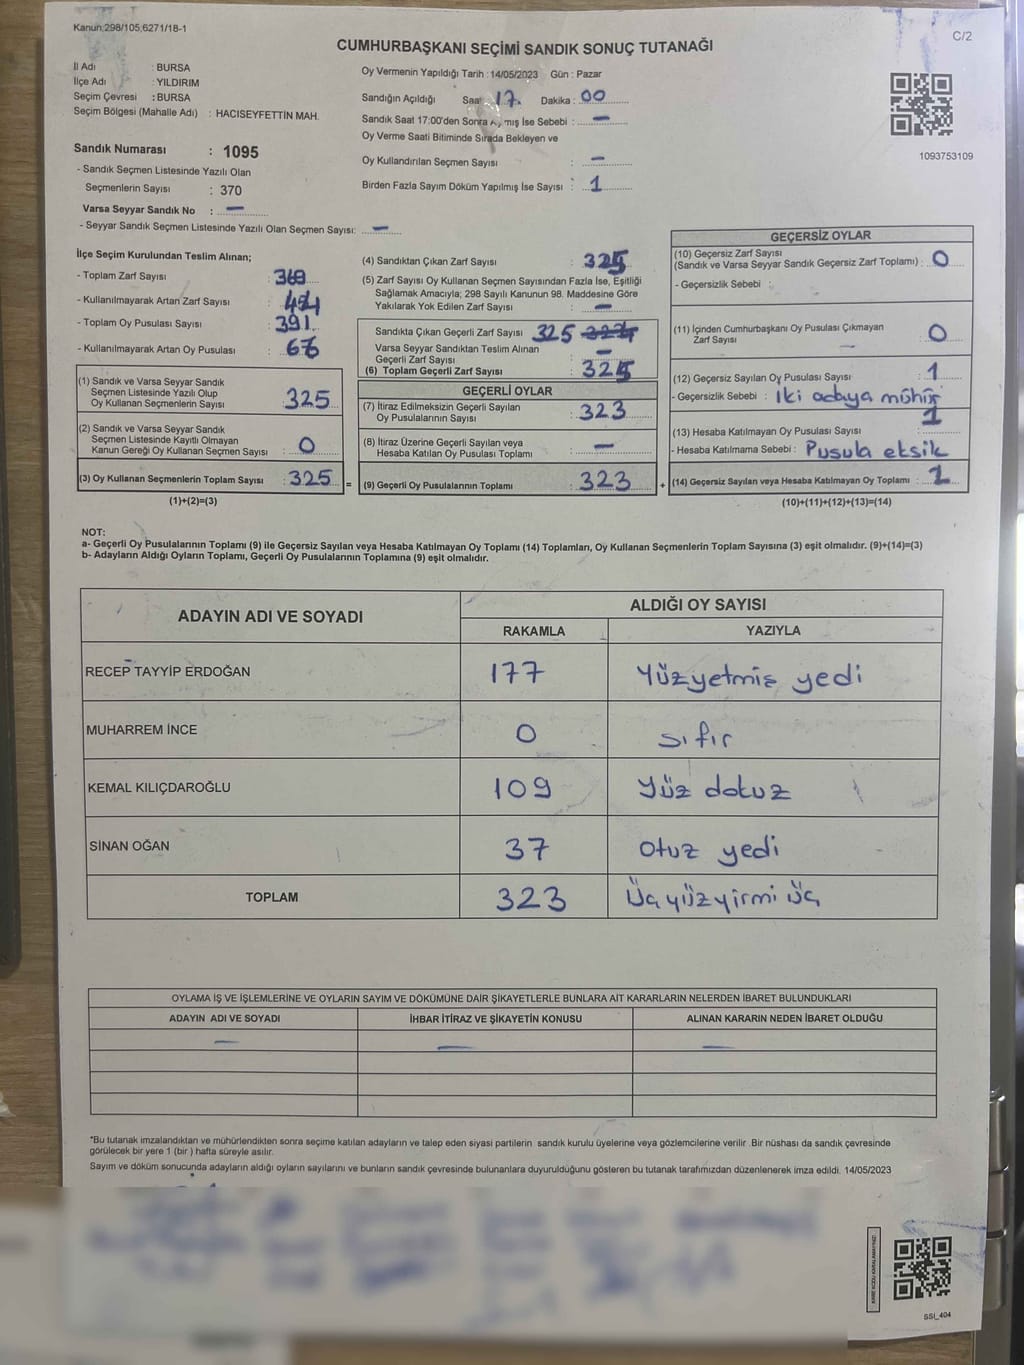 Kanun:298/105,6271/18-1
C/2
CUMHURBAŞKANI SEÇİMİ SANDIK SONUÇ TUTANAĞI
İl Adı : BURSA
İlçe Adı : YILDIRIM
Seçim Çevresi : BURSA
Seçim Bölgesi (Mahalle Adı) : HACISEYFETTİN MAH.
Sandık Numarası : 1095
- Sandık Seçmen Listesinde Yazılı Olan
Seçmenlerin Sayısı : 370
Varsa Seyyar Sandık No : —
- Seyyar Sandık Seçmen Listesinde Yazılı Olan Seçmen Sayısı: —
Oy Vermenin Yapıldığı Tarih : 14/05/2023 Gün : Pazar
Sandığın Açıldığı Saat 17. Dakika : 00
Sandık Saat 17:00'den Sonra Açılmış İse Sebebi : —
Oy Verme Saati Bitiminde Sırada Bekleyen ve
Oy Kullandırılan Seçmen Sayısı : —
Birden Fazla Sayım Döküm Yapılmış İse Sayısı : 1
1093753109
İlçe Seçim Kurulundan Teslim Alınan;
- Toplam Zarf Sayısı
- Kullanılmayarak Artan Zarf Sayısı :
- Toplam Oy Pusulası Sayısı : 391
- Kullanılmayarak Artan Oy Pusulası :
(1) Sandık ve Varsa Seyyar Sandık
Seçmen Listesinde Yazılı Olup
Oy Kullanan Seçmenlerin Sayısı : 325
(2) Sandık ve Varsa Seyyar Sandık
Seçmen Listesinde Kayıtlı Olmayan
Kanun Gereği Oy Kullanan Seçmen Sayısı : 0
(3) Oy Kullanan Seçmenlerin Toplam Sayısı : 325 =
(1)+(2)=(3)
(4) Sandıktan Çıkan Zarf Sayısı : 325
(5) Zarf Sayısı Oy Kullanan Seçmen Sayısından Fazla İse, Eşitliği
Sağlamak Amacıyla; 298 Sayılı Kanunun 98. Maddesine Göre
Yakılarak Yok Edilen Zarf Sayısı : —
Sandıkta Çıkan Geçerli Zarf Sayısı 325
Varsa Seyyar Sandıktan Teslim Alınan
Geçerli Zarf Sayısı : —
(6) Toplam Geçerli Zarf Sayısı : 325
GEÇERLİ OYLAR
(7) İtiraz Edilmeksizin Geçerli Sayılan
Oy Pusulalarının Sayısı : 323
(8) İtiraz Üzerine Geçerli Sayılan veya
Hesaba Katılan Oy Pusulası Toplamı : —
(9) Geçerli Oy Pusulalarının Toplamı : 323 +
GEÇERSİZ OYLAR
(10) Geçersiz Zarf Sayısı
(Sandık ve Varsa Seyyar Sandık Geçersiz Zarf Toplamı) : 0
- Geçersizlik Sebebi :
(11) İçinden Cumhurbaşkanı Oy Pusulası Çıkmayan
Zarf Sayısı : 0
(12) Geçersiz Sayılan Oy Pusulası Sayısı : 1
- Geçersizlik Sebebi : İki adaya mühür
(13) Hesaba Katılmayan Oy Pusulası Sayısı : 1
- Hesaba Katılmama Sebebi : Pusula eksik
(14) Geçersiz Sayılan veya Hesaba Katılmayan Oy Toplamı :
(10)+(11)+(12)+(13)=(14)
NOT:
a- Geçerli Oy Pusulalarının Toplamı (9) ile Geçersiz Sayılan veya Hesaba Katılmayan Oy Toplamı (14) Toplamları, Oy Kullanan Seçmenlerin Toplam Sayısına (3) eşit olmalıdır. (9)+(14)=(3)
b- Adayların Aldığı Oyların Toplamı, Geçerli Oy Pusulalarının Toplamına (9) eşit olmalıdır.
ADAYIN ADI VE SOYADI ALDIĞI OY SAYISI
RAKAMLA YAZIYLA
RECEP TAYYİP ERDOĞAN 177 Yüzyetmiş yedi
MUHARREM İNCE 0 sıfır
KEMAL KILIÇDAROĞLU 109 Yüz dokuz
SİNAN OĞAN 37 Otuz yedi
TOPLAM 323 Üçyüzyirmi üç
OYLAMA İŞ VE İŞLEMLERİNE VE OYLARIN SAYIM VE DÖKÜMÜNE DAİR ŞİKAYETLERLE BUNLARA AİT KARARLARIN NELERDEN İBARET BULUNDUKLARI
ADAYIN ADI VE SOYADI İHBAR İTİRAZ VE ŞİKAYETİN KONUSU ALINAN KARARIN NEDEN İBARET OLDUĞU
— — —
*Bu tutanak imzalandıktan ve mühürlendikten sonra seçime katılan adayların ve talep eden siyasi partilerin sandık kurulu üyelerine veya gözlemcilerine verilir .Bir nüshası da sandık çevresinde
görülecek bir yere 1 (bir ) hafta süreyle asılır.
Sayım ve döküm sonucunda adayların aldığı oyların sayılarını ve bunların sandık çevresinde bulunanlara duyurulduğunu gösteren bu tutanak tarafımızdan düzenlenerek imza edildi. 14/05/2023
SSI_404